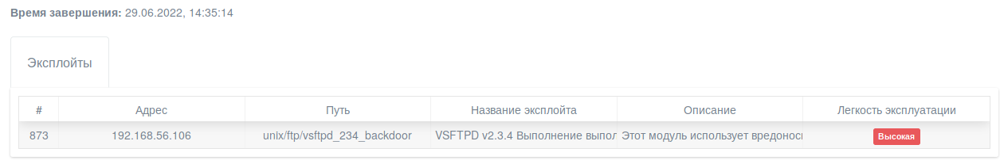 Время завершения: 29.06.2022, 14:35:14
Эксплойты
# Адрес Путь Название эксплойта Описание Легкость эксплуатации
873 192.168.56.106 unix/ftp/vsftpd_234_backdoor VSFTPD v2.3.4 Выполнение выпол Этот модуль использует вредонос Высокая